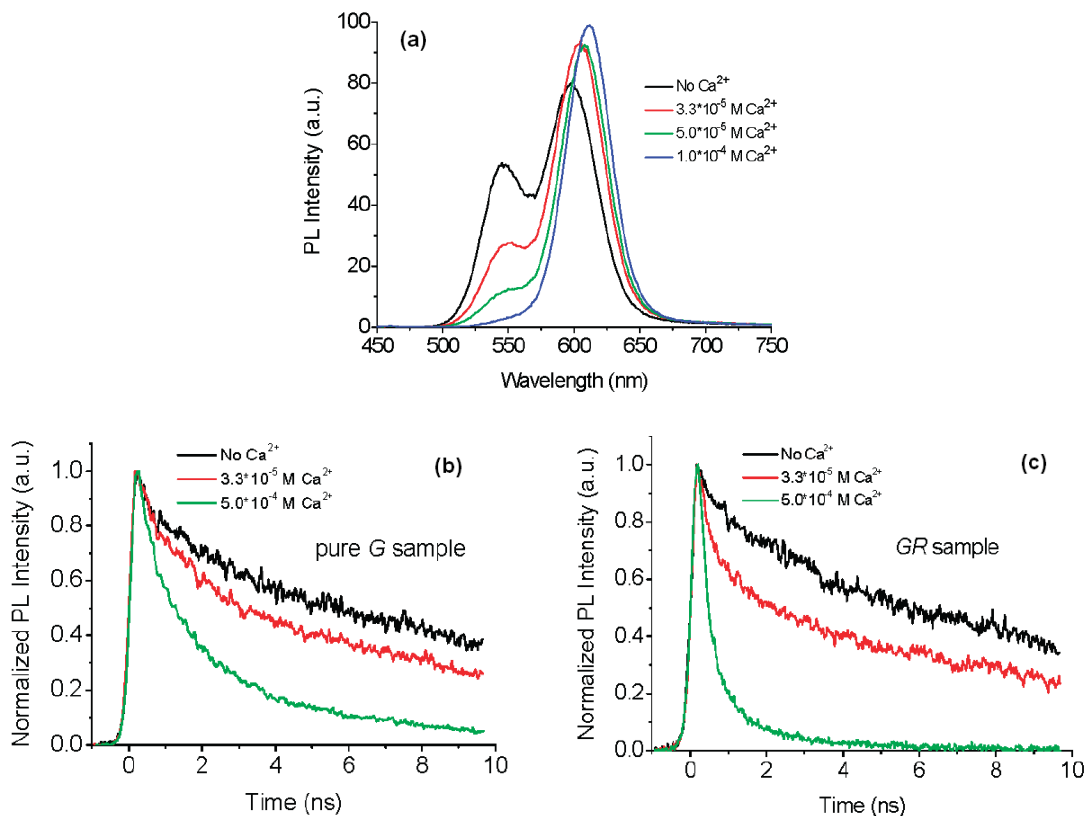 (a)
100
80
60
40
20
0
PL Intensity (a.u.)
No Ca²⁺
3.3*10⁻⁵ M Ca²⁺
5.0*10⁻⁵ M Ca²⁺
1.0*10⁻⁴ M Ca²⁺
450 500 550 600 650 700 750
Wavelength (nm)
(b)
No Ca²⁺
3.3*10⁻⁵ M Ca²⁺
5.0*10⁻⁴ M Ca²⁺
pure G sample
1.0
0.8
0.6
0.4
0.2
0.0
Normalized PL Intensity (a.u.)
0 2 4 6 8 10
Time (ns)
(c)
No Ca²⁺
3.3*10⁻⁵ M Ca²⁺
5.0*10⁻⁴ M Ca²⁺
GR sample
1.0
0.8
0.6
0.4
0.2
0.0
Normalized PL Intensity (a.u.)
0 2 4 6 8 10
Time (ns)